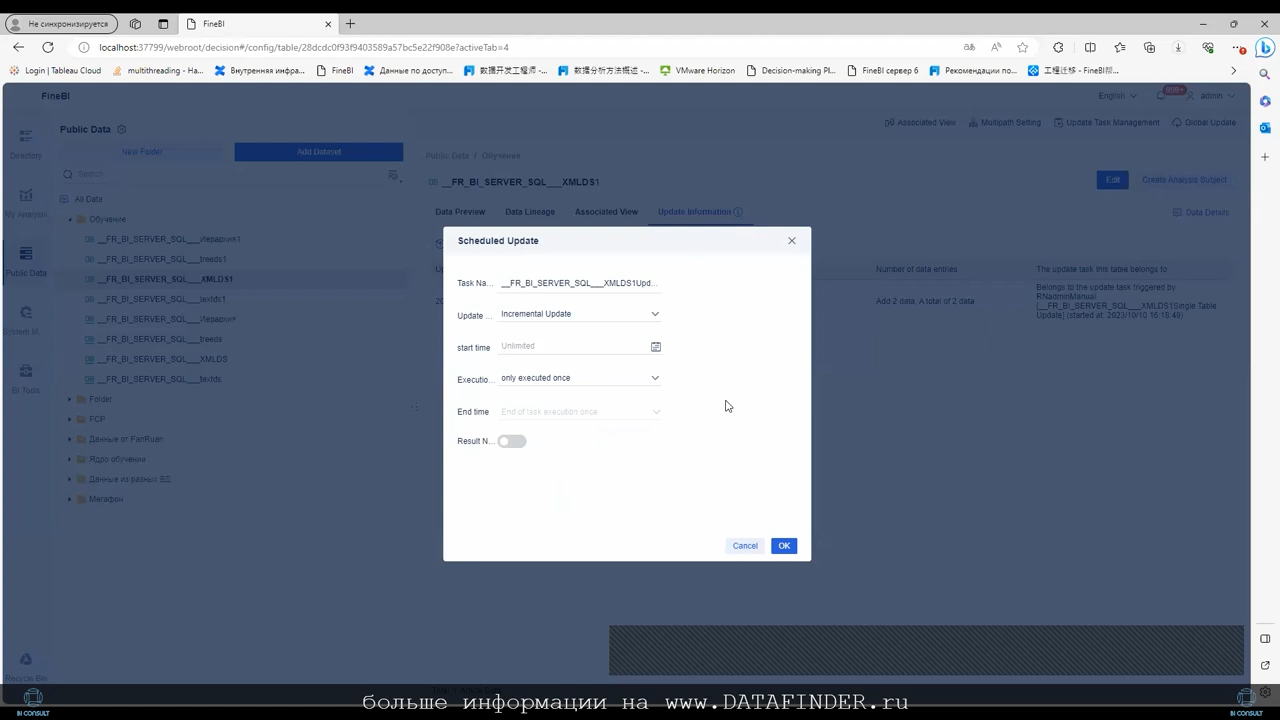 Не синхронизируется
FineBI
localhost:37799/webroot/decision#/config/table/28dcdc0f93f9403589a57bc5e22f908e?activeTab=4
Login | Tableau Cloud
multithreading - Ha...
Внутренняя инфра...
FineBI
Данные по доступ...
数据开发工程师 -...
数据分析方法概述 -...
VMware Horizon
Decision-making Pl...
FineBI сервер 6
Рекомендации по...
工程迁移 - FineBI帮...
FineBI
English
admin
Directory
My Analysis
Public Data
System M...
BI Tools
Recycle Bin
Public Data
New Folder
Add Dataset
Search
All Data
Обучение
__FR_BI_SERVER_SQL___Иерархия1
__FR_BI_SERVER_SQL___treeds1
__FR_BI_SERVER_SQL___XMLDS1
__FR_BI_SERVER_SQL___textds1
__FR_BI_SERVER_SQL___Иерархия
__FR_BI_SERVER_SQL___treeds
__FR_BI_SERVER_SQL___XMLDS
__FR_BI_SERVER_SQL___textds
Folder
FCP
Данные от FanRuan
Ядро обучении
Мегафон
Associated View
Multipath Setting
Update Task Management
Global Update
Public Data / Обучение
__FR_BI_SERVER_SQL___XMLDS1
Edit
Create Analysis Subject
Data Preview
Data Lineage
Associated View
Update Information
Data Details
Number of data entries
The update task this table belongs to
Add 2 data, A total of 2 data
Belongs to the update task triggered by
RNadminManual
[__FR_BI_SERVER_SQL___XMLDS1Single Table
Update] (started at: 2023/10/10 16:18:49)
Scheduled Update
Task Na...
__FR_BI_SERVER_SQL___XMLDS1Upd...
Update ...
Incremental Update
start time
Unlimited
Executio...
only executed once
End time
End of task execution once
Result N...
Cancel
OK
больше информации на www.DATAFINDER.ru
BI CONSULT
BI CONSULT